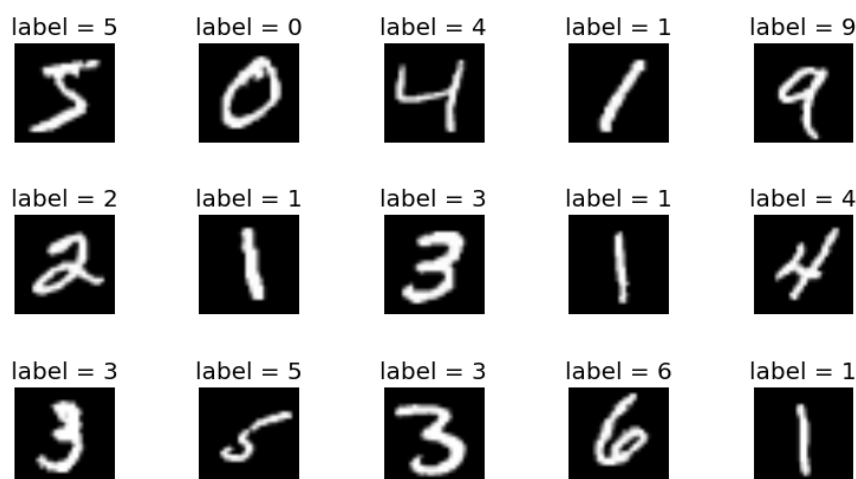 label = 5 label = 0 label = 4 label = 1 label = 9
5 0 4 1 9
label = 2 label = 1 label = 3 label = 1 label = 4
2 1 3 1 4
label = 3 label = 5 label = 3 label = 6 label = 1
3 5 3 6 1